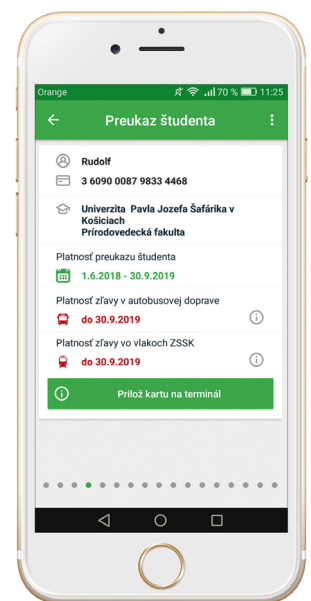 Orange 70 % 11:25
Preukaz študenta
Rudolf
3 6090 0087 9833 4468
Univerzita Pavla Jozefa Šafárika v
Košiciach
Prírodovedecká fakulta
Platnosť preukazu študenta
1.6.2018 - 30.9.2019
Platnosť zľavy v autobusovej doprave
do 30.9.2019
Platnosť zľavy vo vlakoch ZSSK
do 30.9.2019
Prilož kartu na terminál